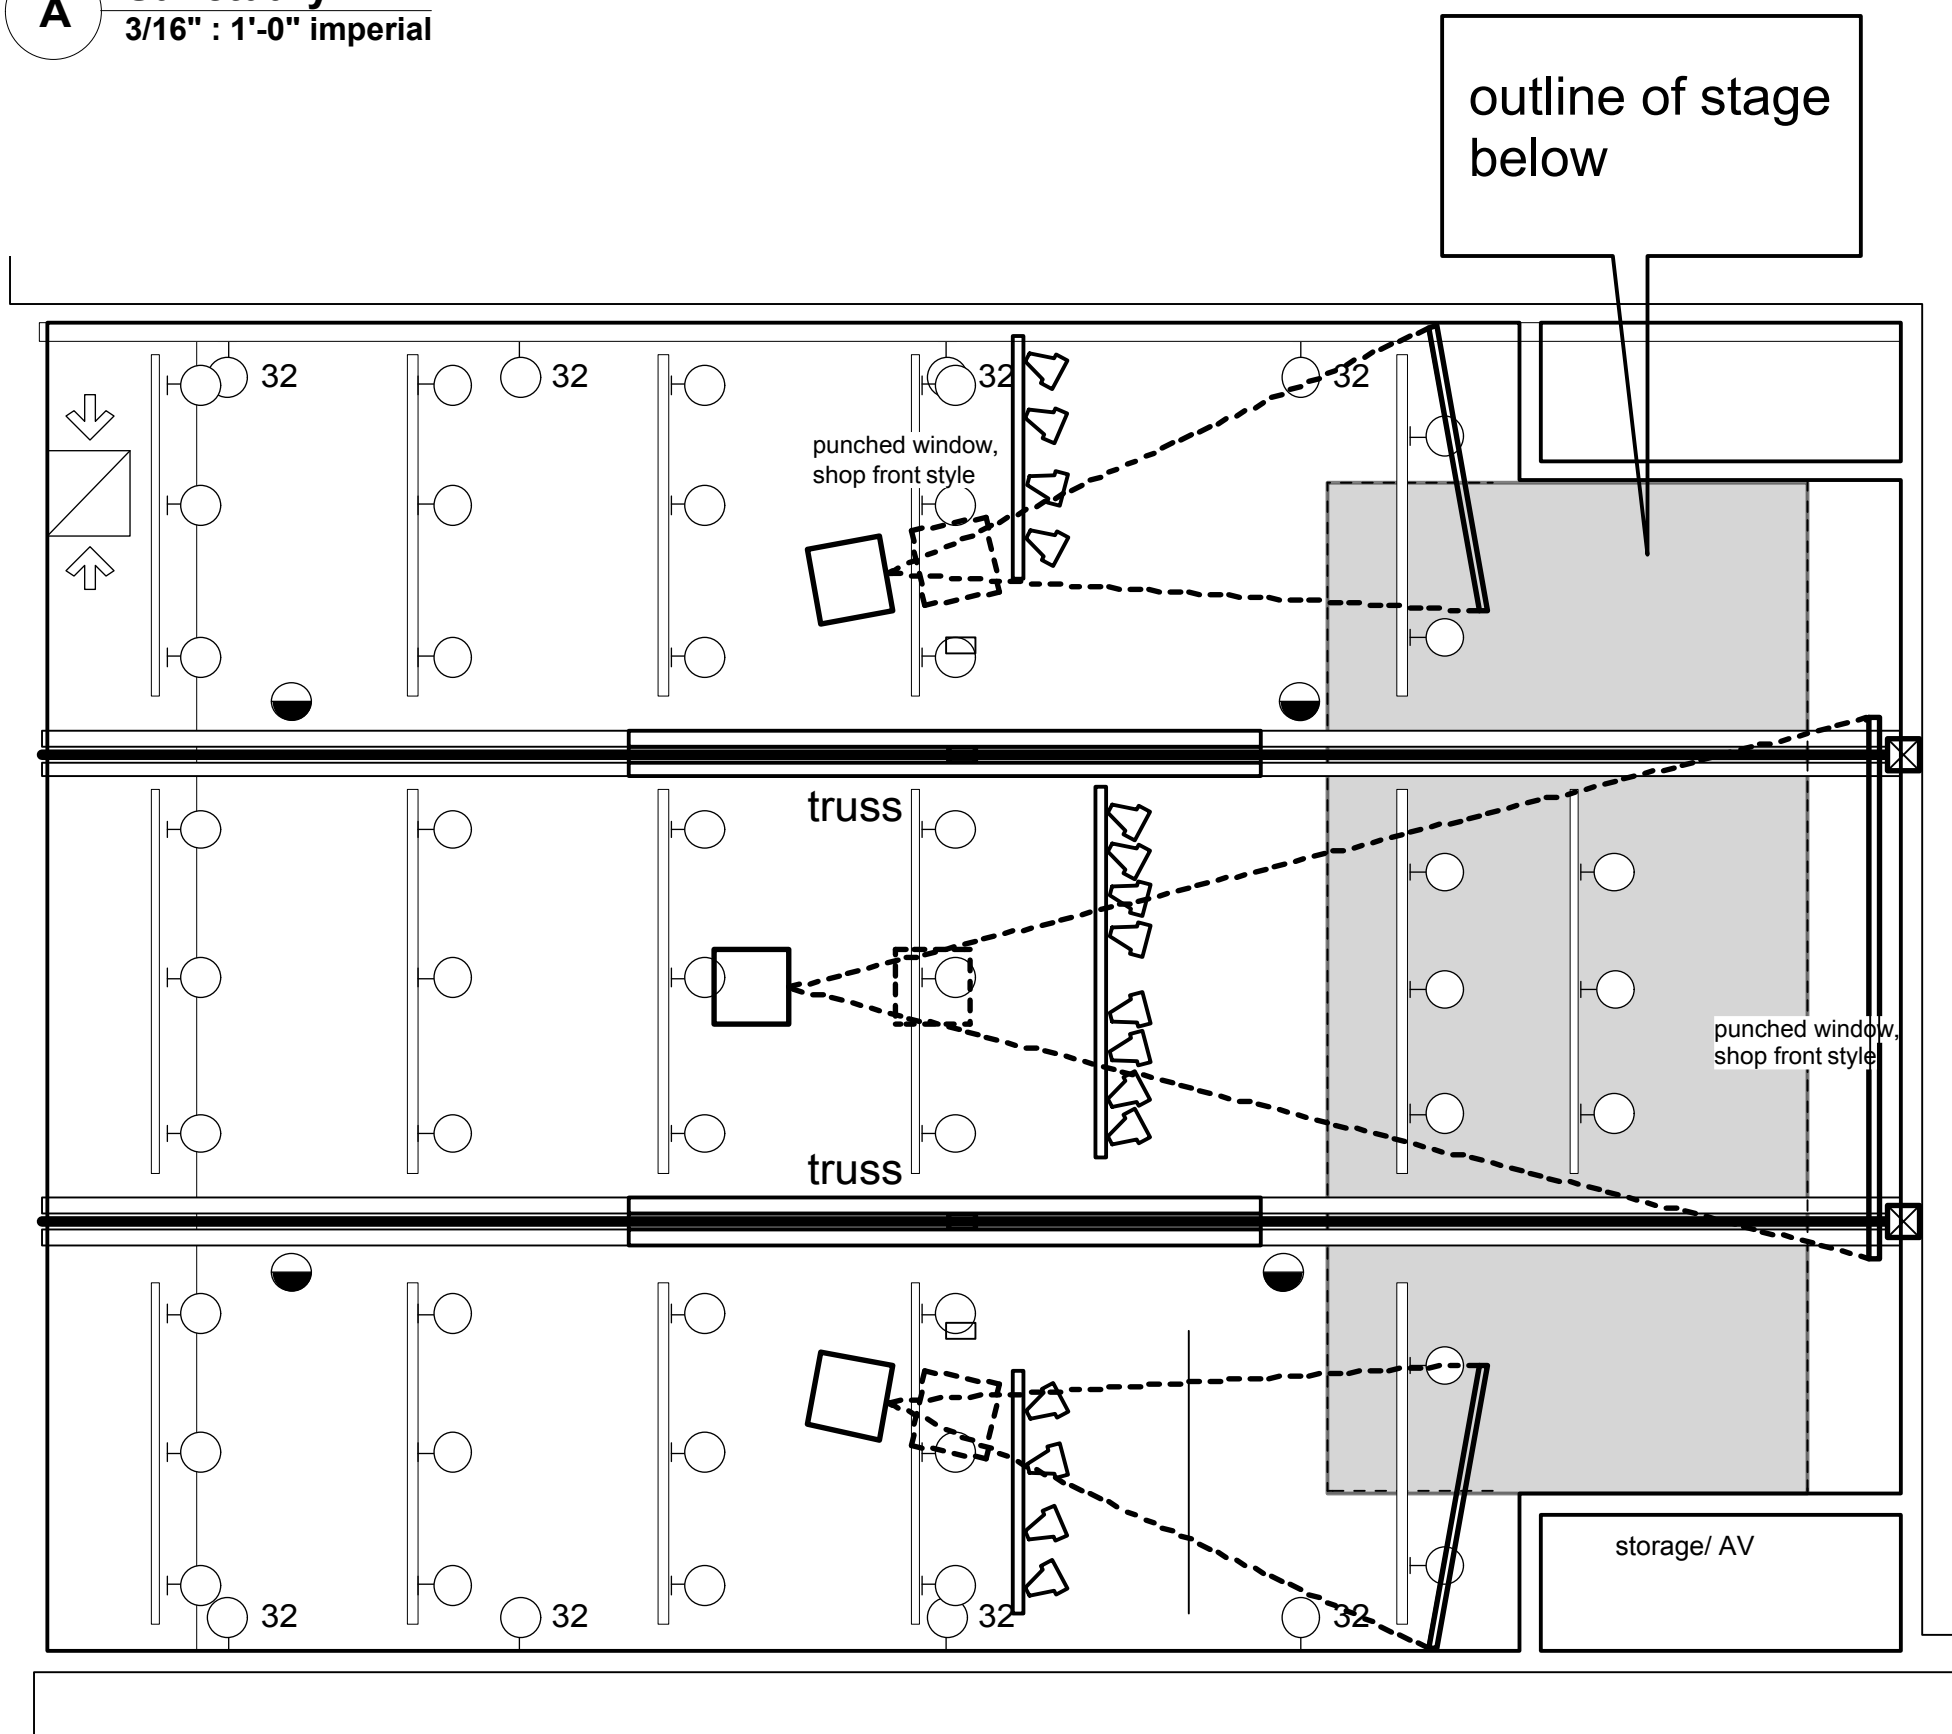 A
3/16" : 1'-0" imperial
outline of stage
below
32
32
32
32
punched window,
shop front style
truss
punched window,
shop front style
truss
storage/ AV
32
32
32
32